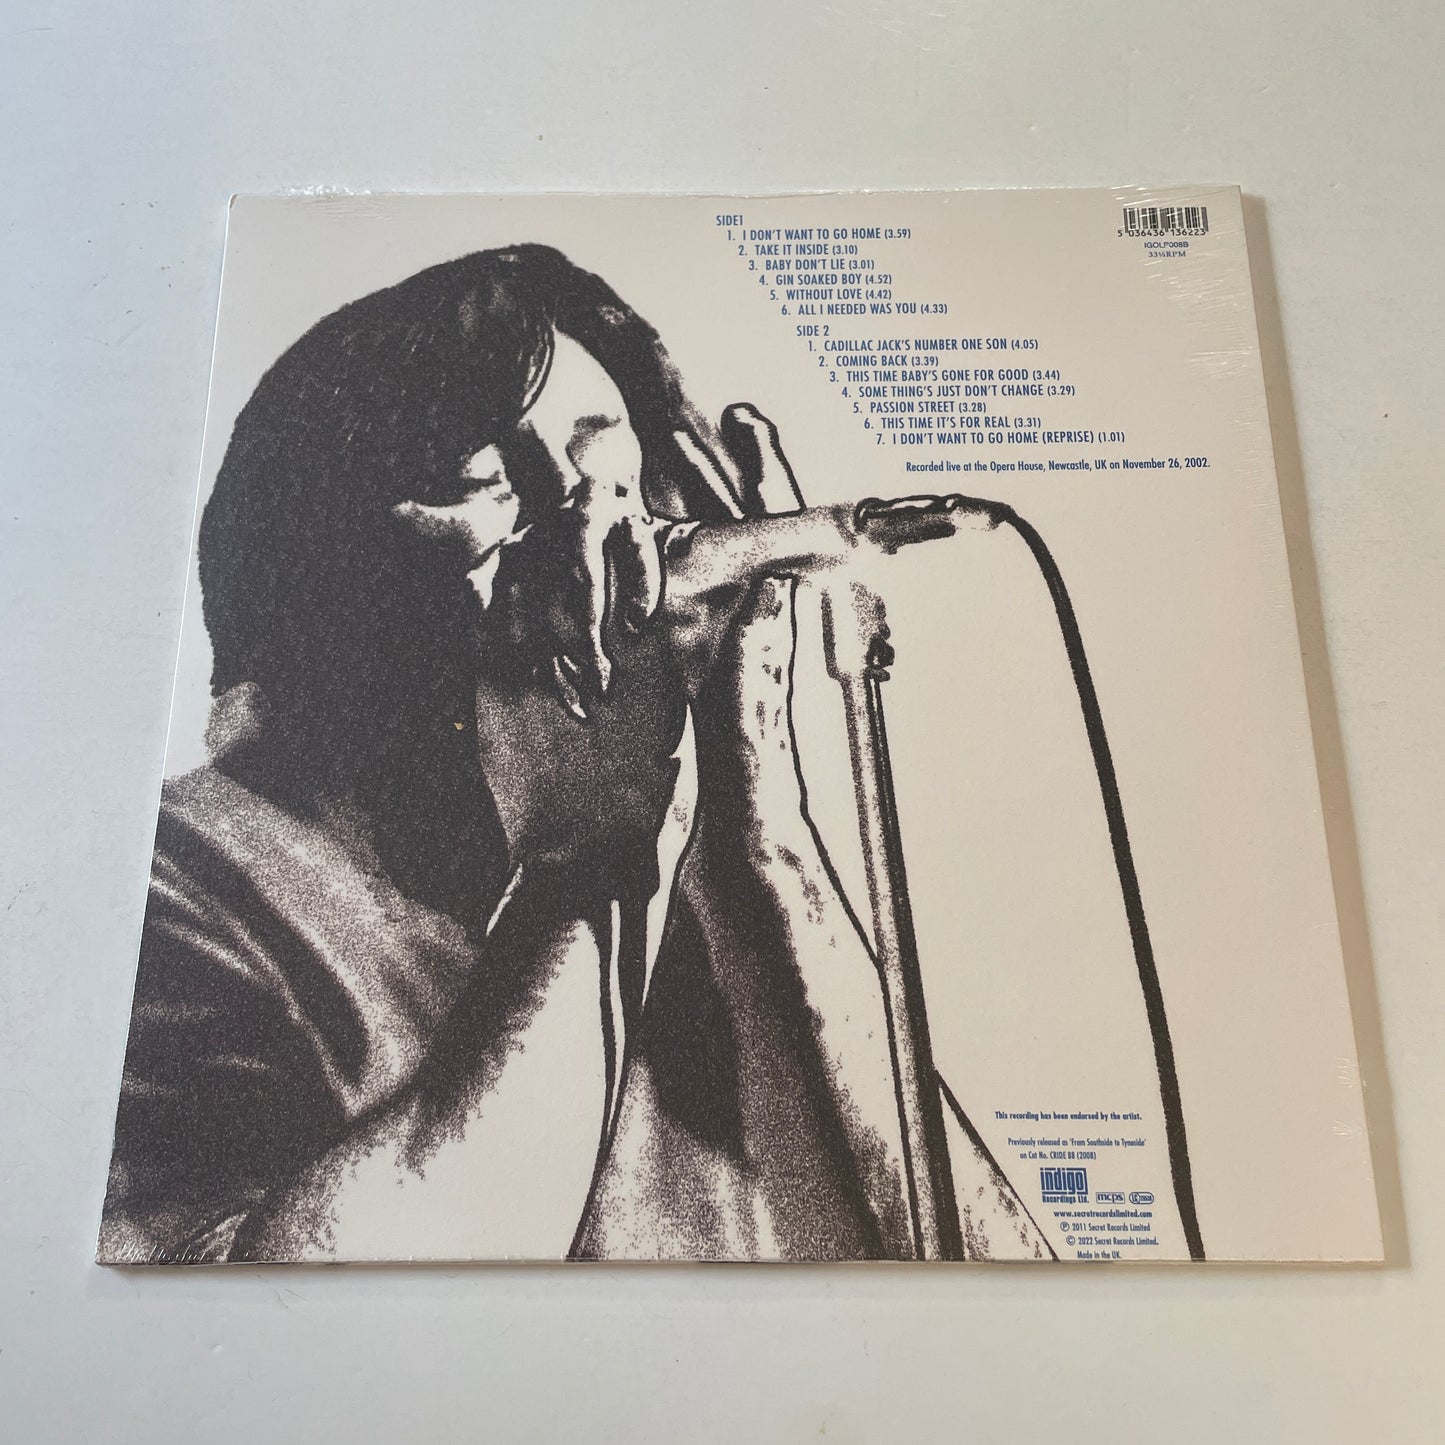 SIDE1
1. I DON'T WANT TO GO HOME (3.59)
2. TAKE IT INSIDE (3.10)
3. BABY DON'T LIE (3.01)
4. GIN SOAKED BOY (4.52)
5. WITHOUT LOVE (4.42)
6. ALL I NEEDED WAS YOU (4.33)
SIDE 2
1. CADILLAC JACK'S NUMBER ONE SON (4.05)
2. COMING BACK (3.39)
3. THIS TIME BABY'S GONE FOR GOOD (3.44)
4. SOME THING'S JUST DON'T CHANGE (3.29)
5. PASSION STREET (3.28)
6. THIS TIME IT'S FOR REAL (3.31)
7. I DON'T WANT TO GO HOME (REPRISE) (1.01)
Recorded live at the Opera House, Newcastle, UK on November 26, 2002.
5 036436 136223
IGOLP008B
33⅓RPM
This recording has been endorsed by the artist.
Previously released as 'From Southside to Tyneside'
on Cat No. CRIDE 88 (2008)
indigo
Recordings Ltd.
mcps
www.secretrecordslimited.com
℗ 2011 Secret Records Limited
© 2022 Secret Records Limited.
Made in the UK.